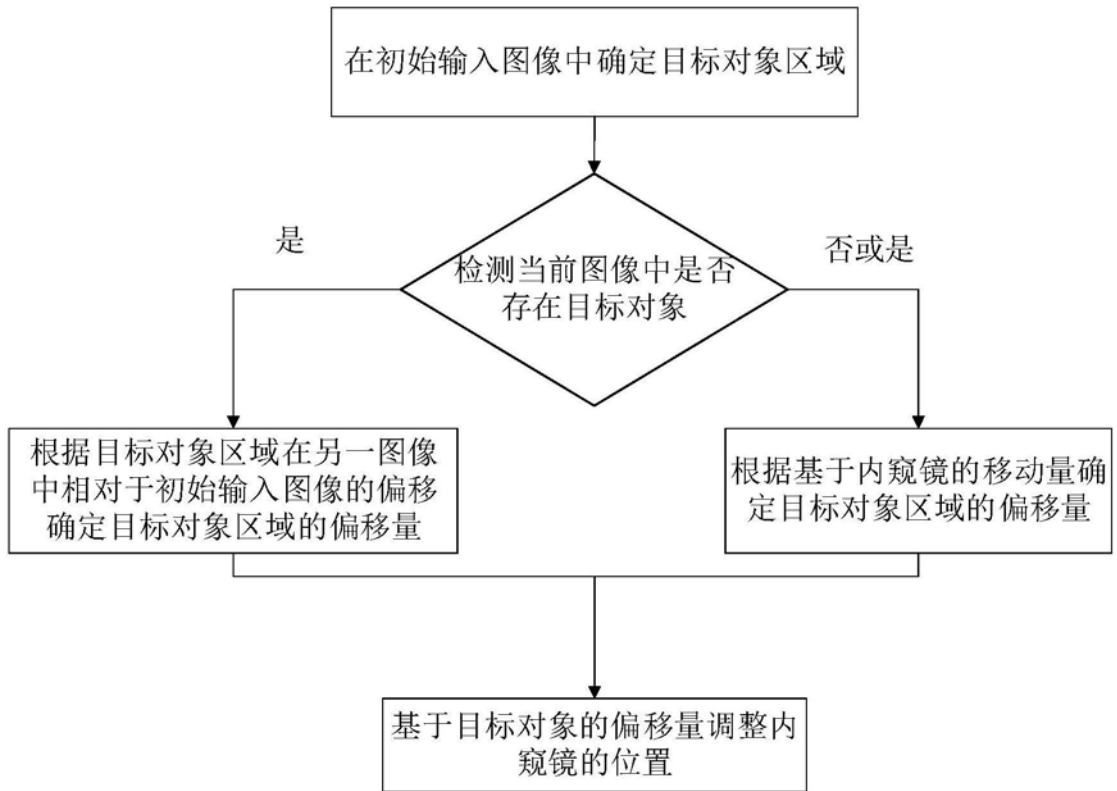 在初始输入图像中确定目标对象区域
是
否或是
检测当前图像中是否
存在目标对象
根据目标对象区域在另一图像
中相对于初始输入图像的偏移
确定目标对象区域的偏移量
根据基于内窥镜的移动量确
定目标对象区域的偏移量
基于目标对象的偏移量调整内
窥镜的位置